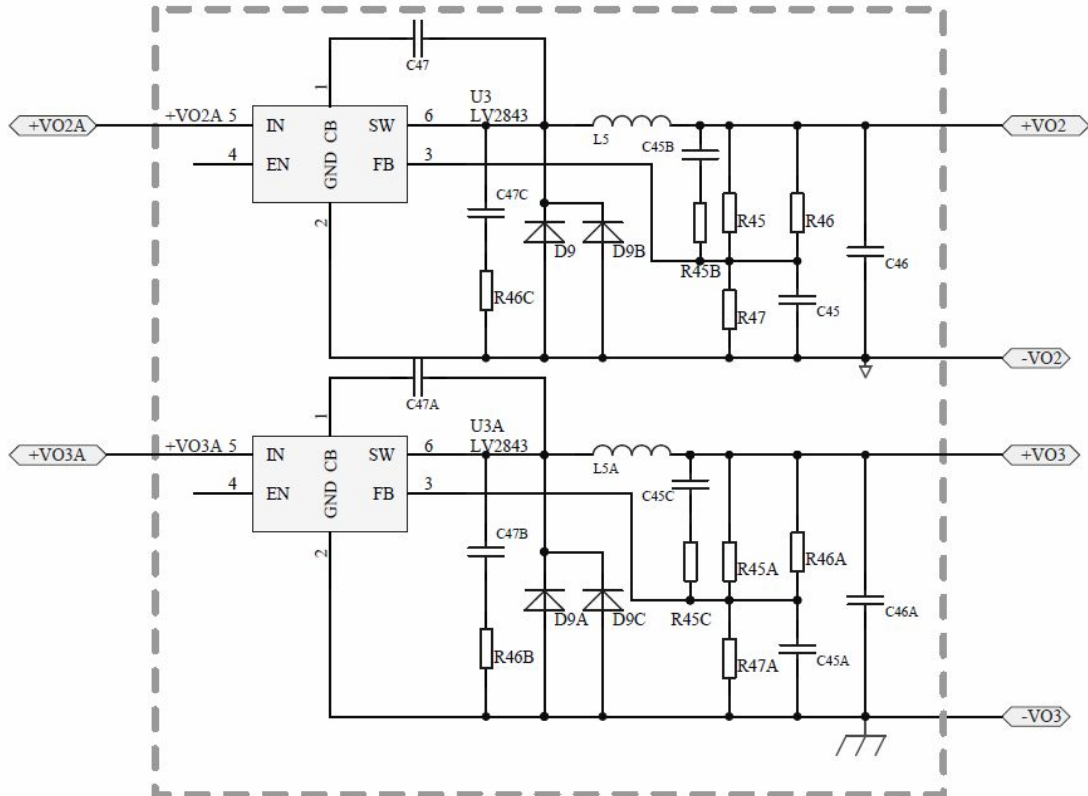 C47
1
U3
LV2843
+VO2A
+VO2A 5
IN
CB
SW
6
L5
C45B
+VO2
4
EN
GND
FB
3
2
C47C
D9
D9B
R45
R46
R45B
C46
R46C
R47
C45
-VO2
C47A
1
U3A
LV2843
+VO3A
+VO3A 5
IN
CB
SW
6
L5A
+VO3
4
EN
GND
FB
3
C45C
2
C47B
R45A
R46A
D9A
D9C
R45C
C46A
R46B
R47A
C45A
-VO3